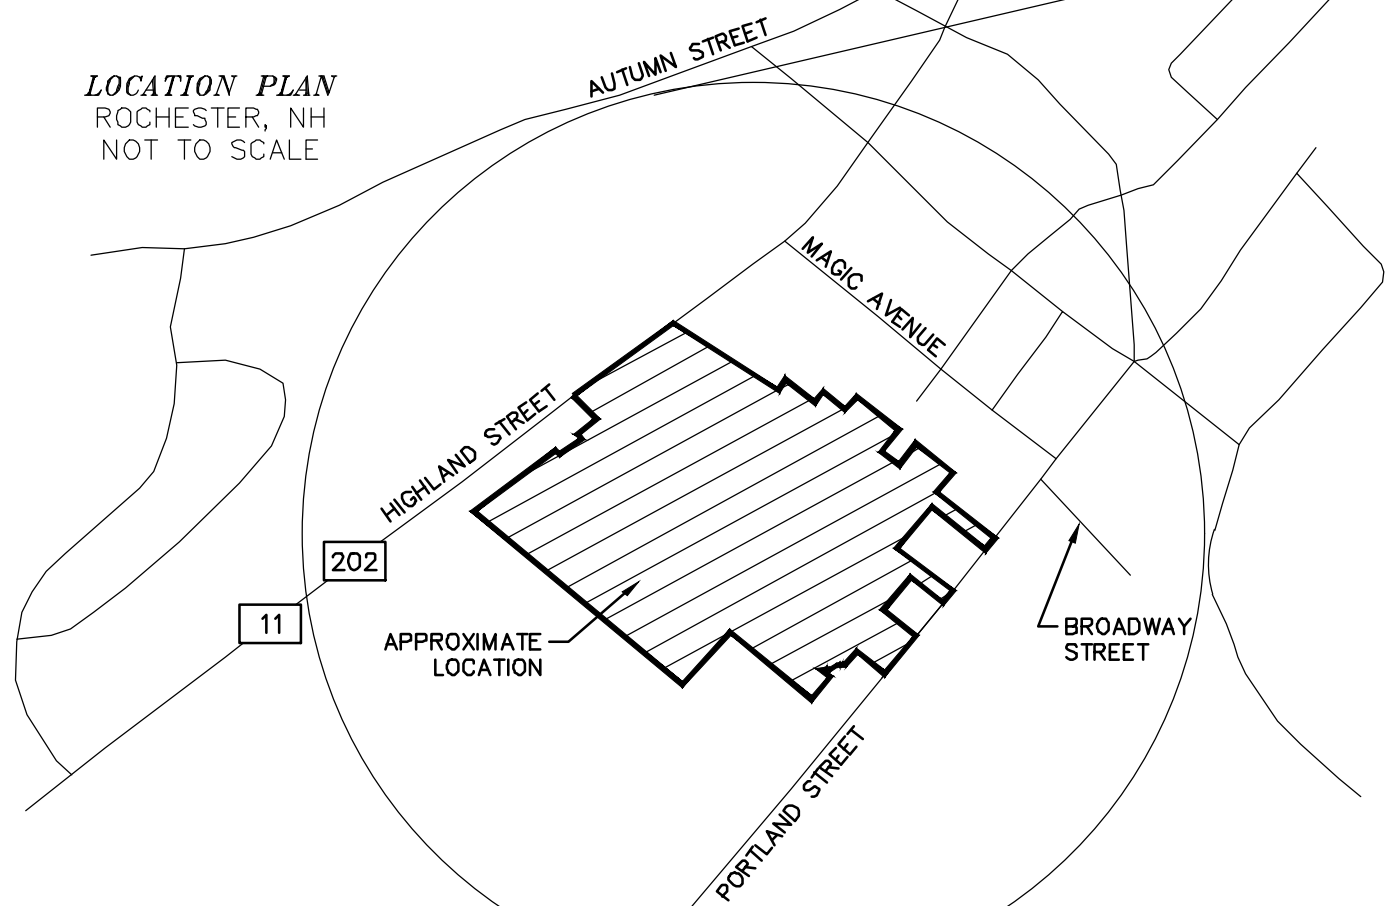 LOCATION PLAN
ROCHESTER, NH
NOT TO SCALE
AUTUMN STREET
MAGIC AVENUE
HIGHLAND STREET
202
11
APPROXIMATE
LOCATION
BROADWAY
STREET
PORTLAND STREET